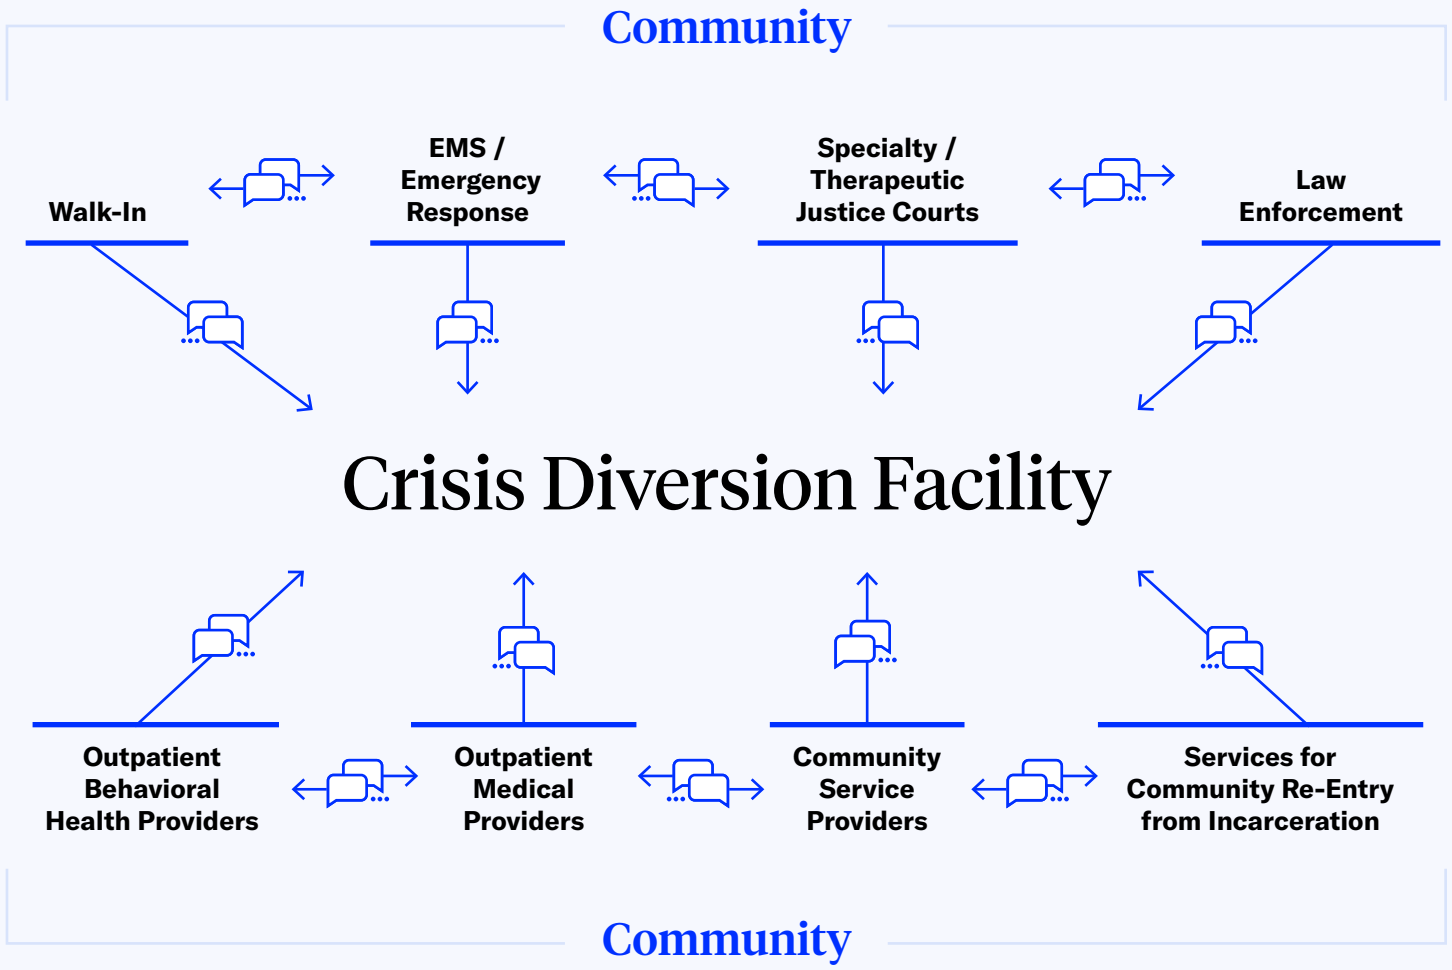 Community
Walk-In
EMS /
Emergency
Response
Specialty /
Therapeutic
Justice Courts
Law
Enforcement
Crisis Diversion Facility
Outpatient
Behavioral
Health Providers
Outpatient
Medical
Providers
Community
Service
Providers
Services for
Community Re-Entry
from Incarceration
Community